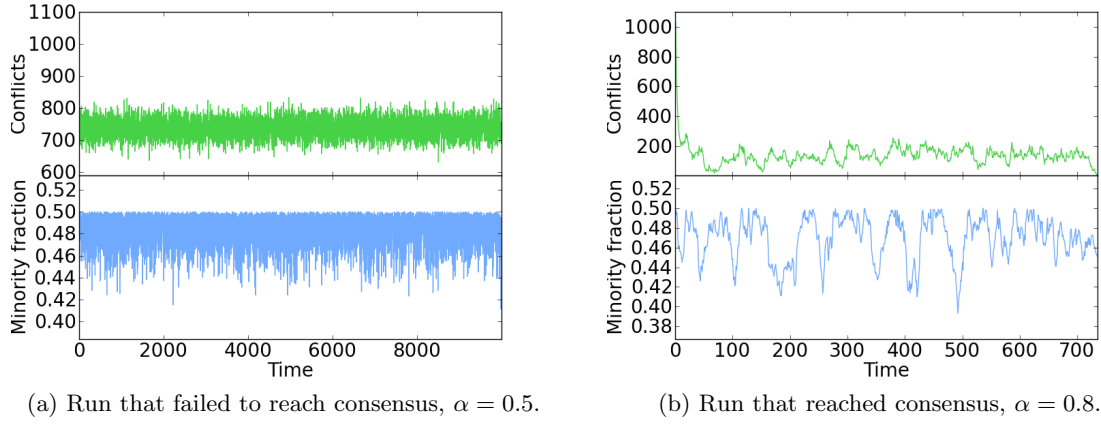 1100
1000
900
800
700
600
Conflicts
0.52
0.50
0.48
0.46
0.44
0.42
0.40
Minority fraction
0 2000 4000 6000 8000
Time
(a) Run that failed to reach consensus, α = 0.5.
1000
800
600
400
200
Conflicts
0.52
0.50
0.48
0.46
0.44
0.42
0.40
0.38
Minority fraction
0 100 200 300 400 500 600 700
Time
(b) Run that reached consensus, α = 0.8.